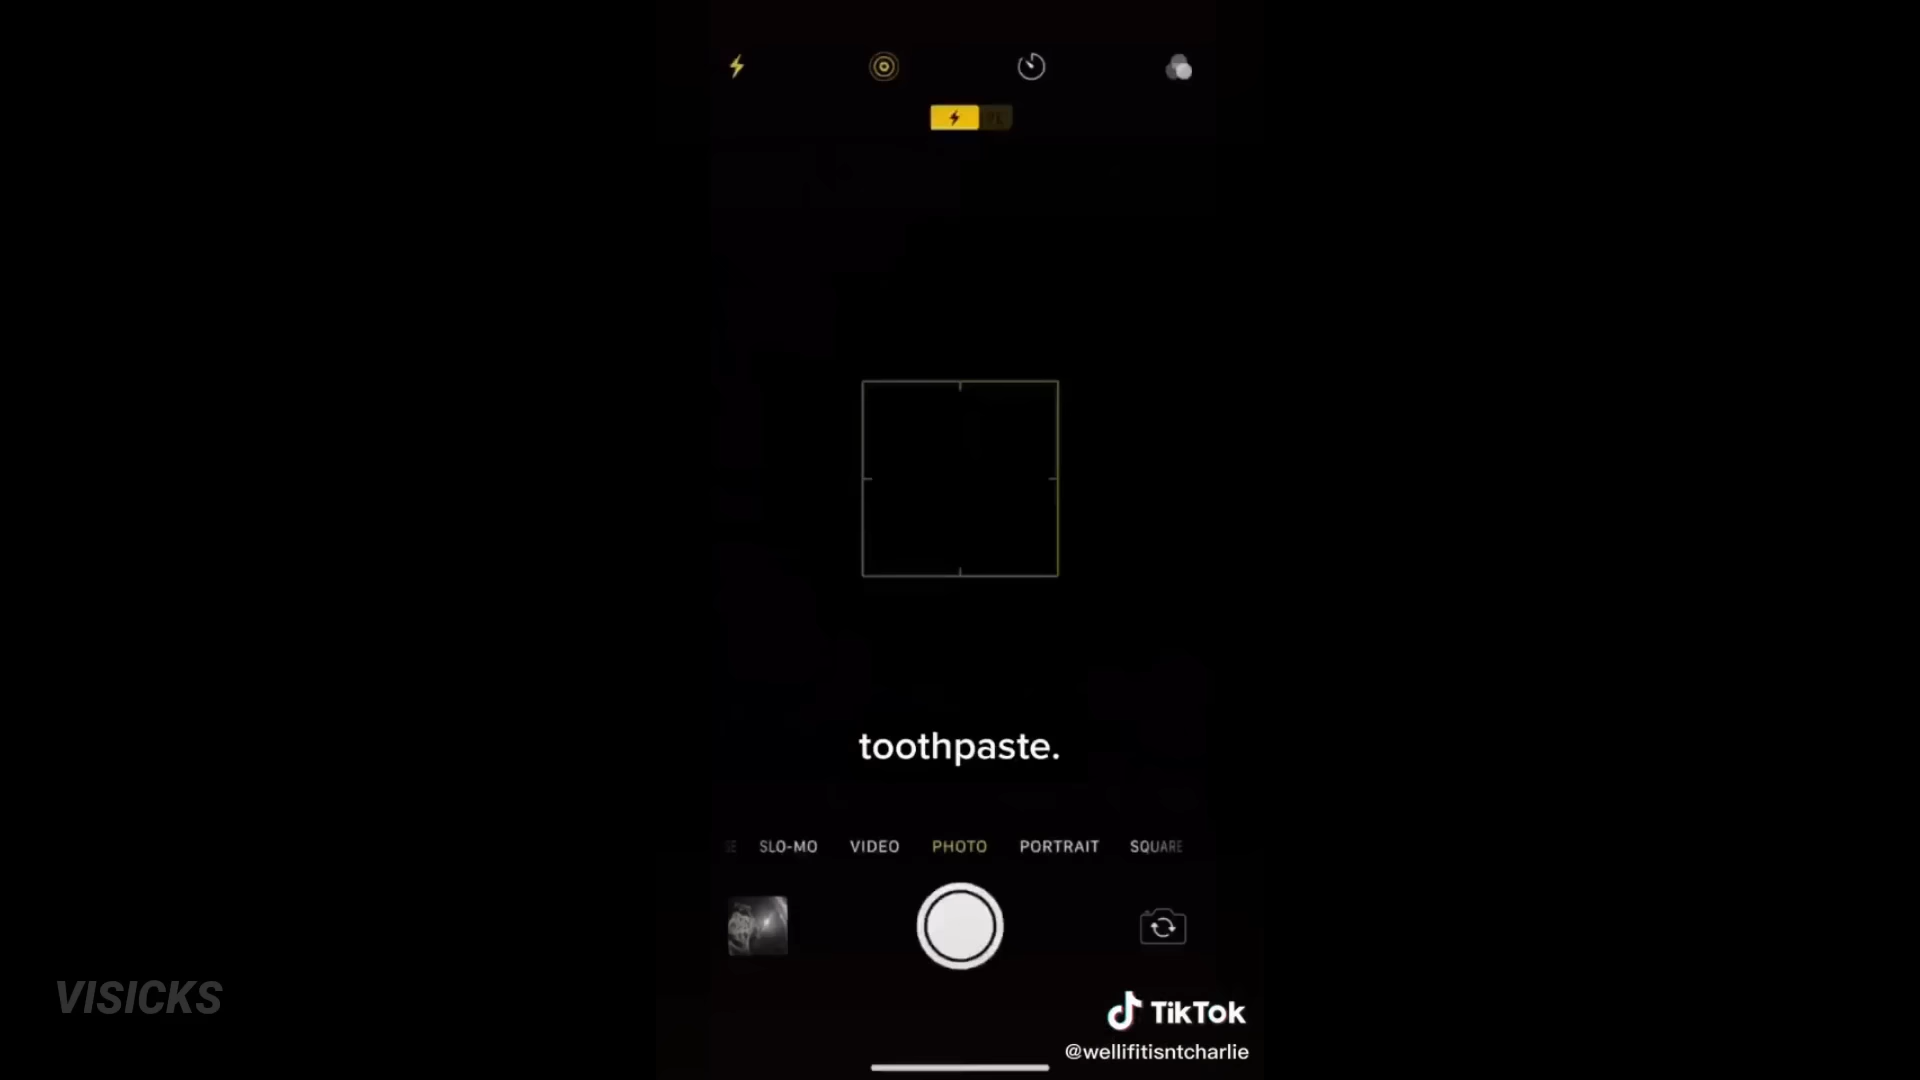 toothpaste.
SLO-MO VIDEO PHOTO PORTRAIT SQUARE
VISICKS
TikTok
@wellifitisntcharlie